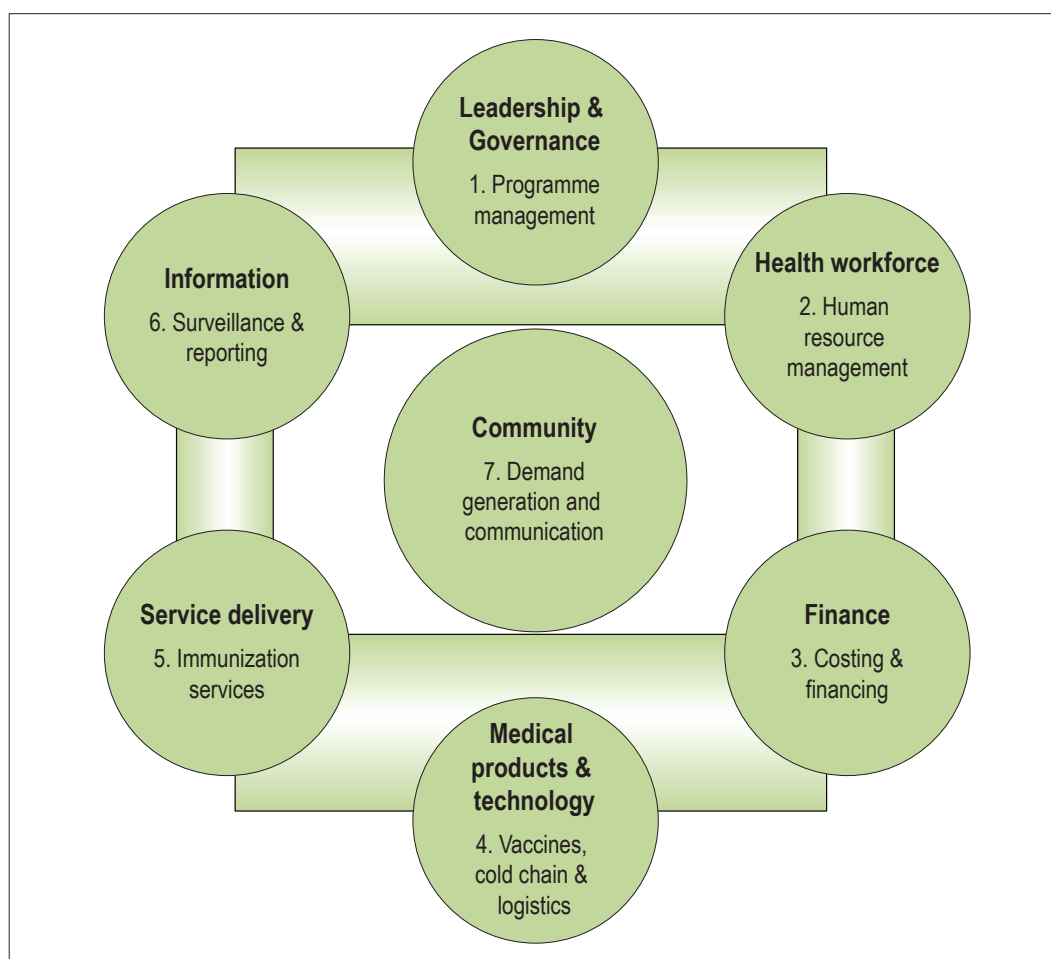 Leadership &
Governance
1. Programme
management
Health workforce
2. Human
resource
management
Information
6. Surveillance &
reporting
Community
7. Demand
generation and
communication
Service delivery
5. Immunization
services
Finance
3. Costing &
financing
Medical
products &
technology
4. Vaccines,
cold chain &
logistics